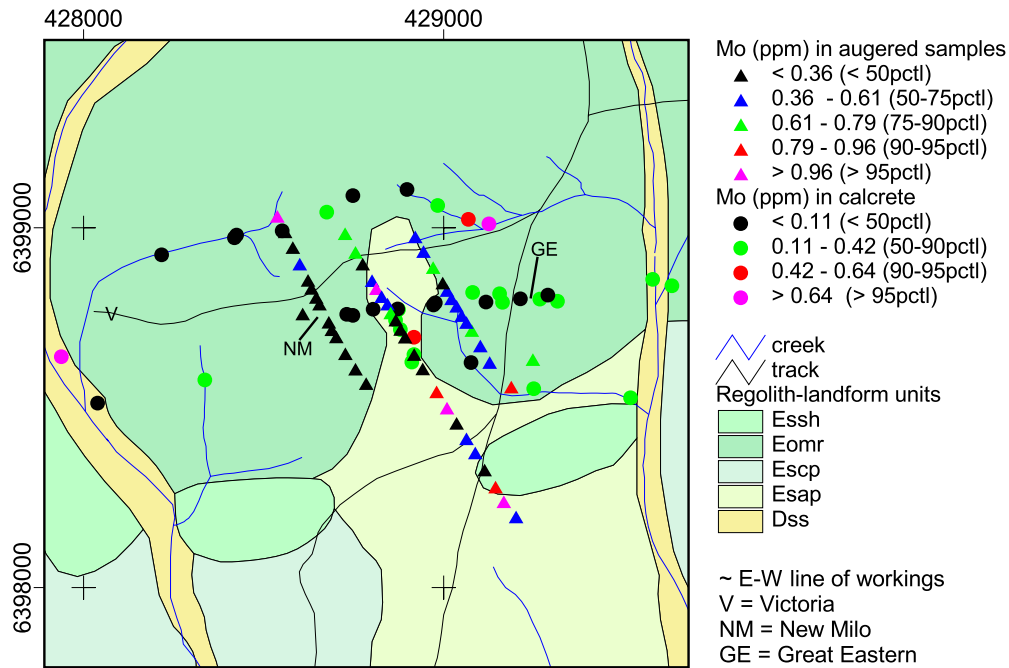 428000
429000
6399000
6398000
V
NM
GE
Mo (ppm) in augered samples
< 0.36 (< 50pctl)
0.36 - 0.61 (50-75pctl)
0.61 - 0.79 (75-90pctl)
0.79 - 0.96 (90-95pctl)
> 0.96 (> 95pctl)
Mo (ppm) in calcrete
< 0.11 (< 50pctl)
0.11 - 0.42 (50-90pctl)
0.42 - 0.64 (90-95pctl)
> 0.64 (> 95pctl)
creek
track
Regolith-landform units
Essh
Eomr
Escp
Esap
Dss
~ E-W line of workings
V = Victoria
NM = New Milo
GE = Great Eastern